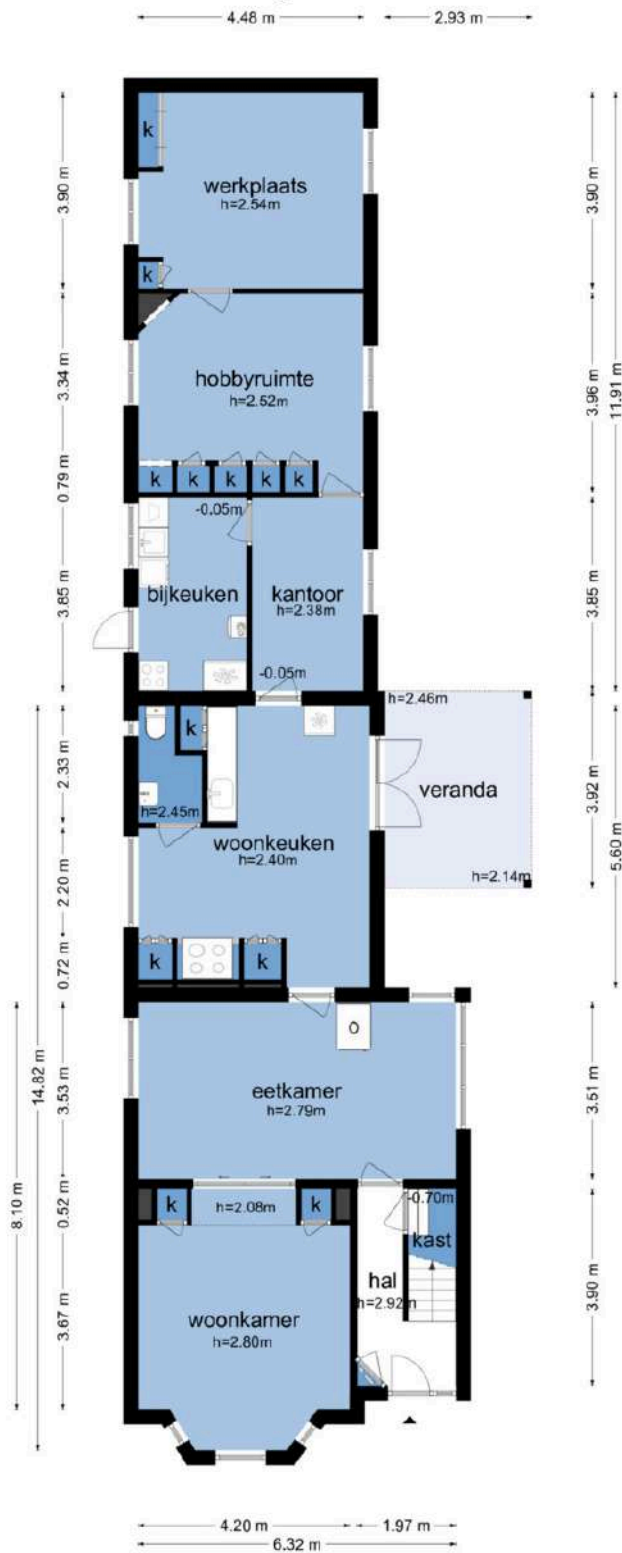 4.48 m
2.93 m
k
werkplaats
h=2.54m
k
hobbyruimte
h=2.52m
k
k
k
k
k
-0.05m
bijkeuken
kantoor
h=2.38m
-0.05m
h=2.46m
k
veranda
h=2.45m
woonkeuken
h=2.40m
h=2.14m
k
k
eetkamer
h=2.79m
k
h=2.08m
k
-0.70m
kast
hal
h=2.92m
woonkamer
h=2.80m
3.90 m
3.34 m
0.79 m
3.85 m
2.33 m
2.20 m
0.72 m
3.53 m
0.52 m
3.67 m
14.82 m
8.10 m
3.90 m
3.96 m
3.85 m
3.92 m
3.51 m
3.90 m
11.91 m
5.60 m
4.20 m
1.97 m
6.32 m